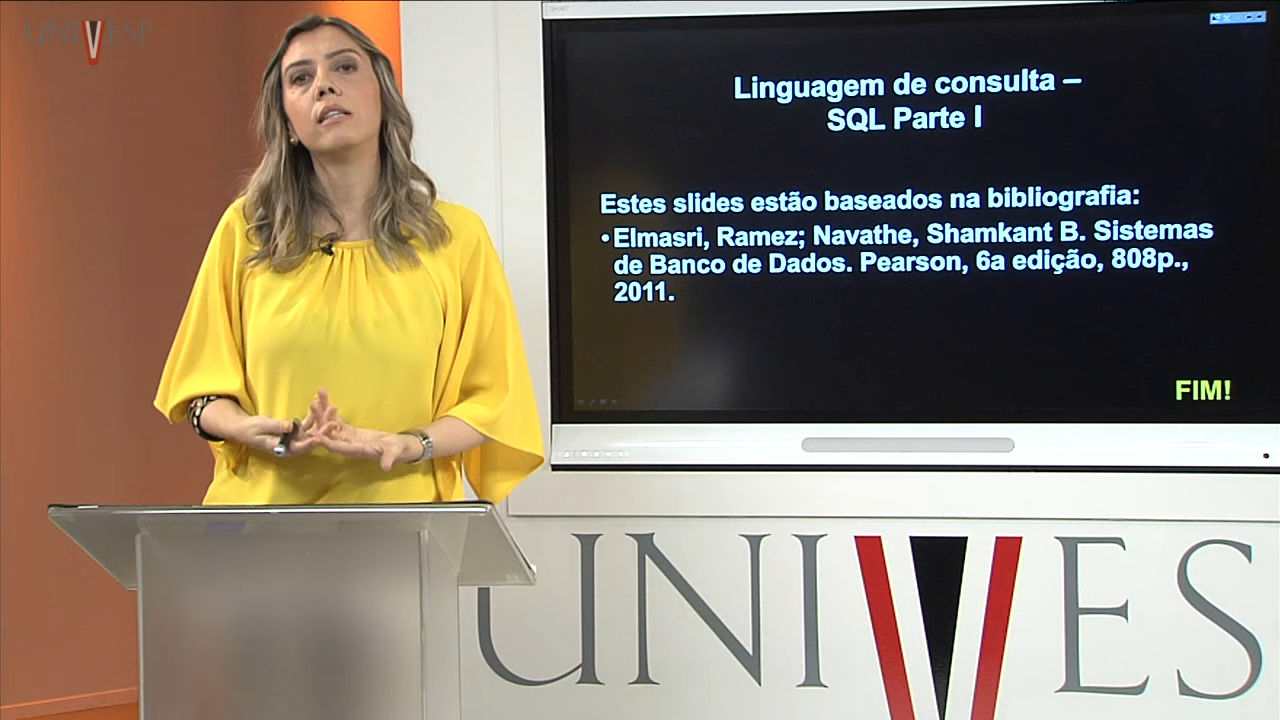 UNIVESP
Linguagem de consulta –
SQL Parte I
Estes slides estão baseados na bibliografia:
• Elmasri, Ramez; Navathe, Shamkant B. Sistemas
de Banco de Dados. Pearson, 6a edição, 808p.,
2011.
FIM!
UNIVESP